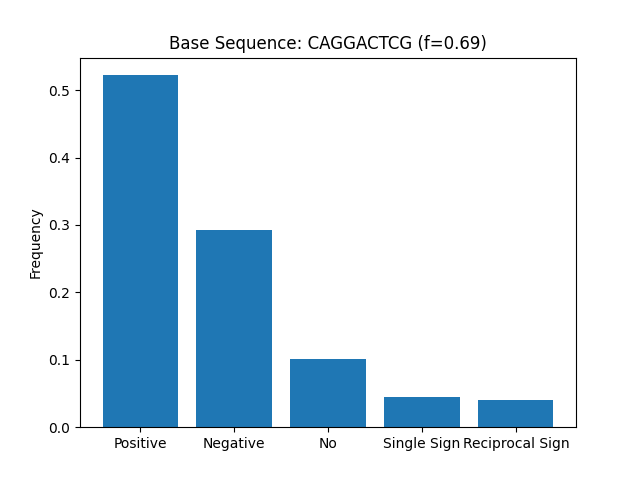 Base Sequence: CAGGACTCG (f=0.69)
Frequency
0.5
0.4
0.3
0.2
0.1
0.0
Positive Negative No Single Sign Reciprocal Sign